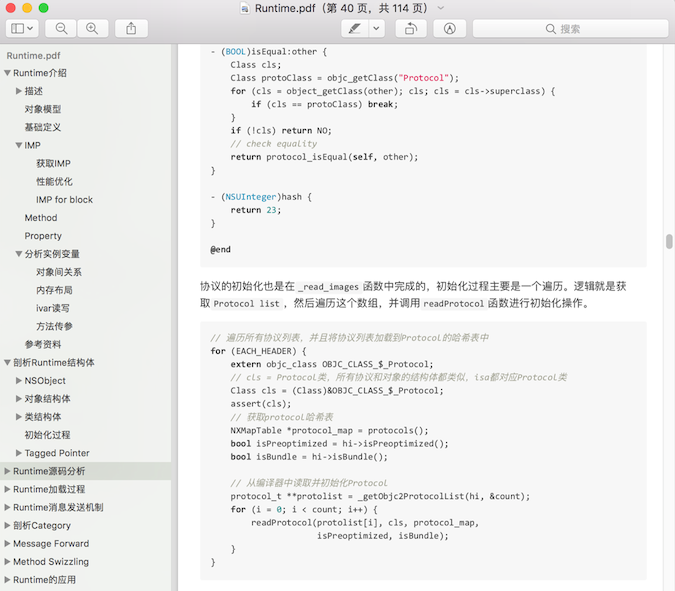 Runtime.pdf（第 40 页，共 114 页）
搜索
Runtime.pdf
Runtime介绍
描述
对象模型
基础定义
IMP
获取IMP
性能优化
IMP for block
Method
Property
分析实例变量
对象间关系
内存布局
ivar读写
方法传参
参考资料
剖析Runtime结构体
NSObject
对象结构体
类结构体
初始化过程
Tagged Pointer
Runtime源码分析
Runtime加载过程
Runtime消息发送机制
剖析Category
Message Forward
Method Swizzling
Runtime的应用
- (BOOL)isEqual:other {
    Class cls;
    Class protoClass = objc_getClass("Protocol");
    for (cls = object_getClass(other); cls; cls = cls->superclass) {
        if (cls == protoClass) break;
    }
    if (!cls) return NO;
    // check equality
    return protocol_isEqual(self, other);
}
- (NSUInteger)hash {
    return 23;
}
@end
协议的初始化也是在 _read_images 函数中完成的，初始化过程主要是一个遍历。逻辑就是获
取 Protocol list ，然后遍历这个数组，并调用 readProtocol 函数进行初始化操作。
// 遍历所有协议列表，并且将协议列表加载到Protocol的哈希表中
for (EACH_HEADER) {
    extern objc_class OBJC_CLASS_$_Protocol;
    // cls = Protocol类，所有协议和对象的结构体都类似，isa都对应Protocol类
    Class cls = (Class)&OBJC_CLASS_$_Protocol;
    assert(cls);
    // 获取protocol哈希表
    NXMapTable *protocol_map = protocols();
    bool isPreoptimized = hi->isPreoptimized();
    bool isBundle = hi->isBundle();
    // 从编译器中读取并初始化Protocol
    protocol_t **protolist = _getObjc2ProtocolList(hi, &count);
    for (i = 0; i < count; i++) {
        readProtocol(protolist[i], cls, protocol_map,
                     isPreoptimized, isBundle);
    }
}